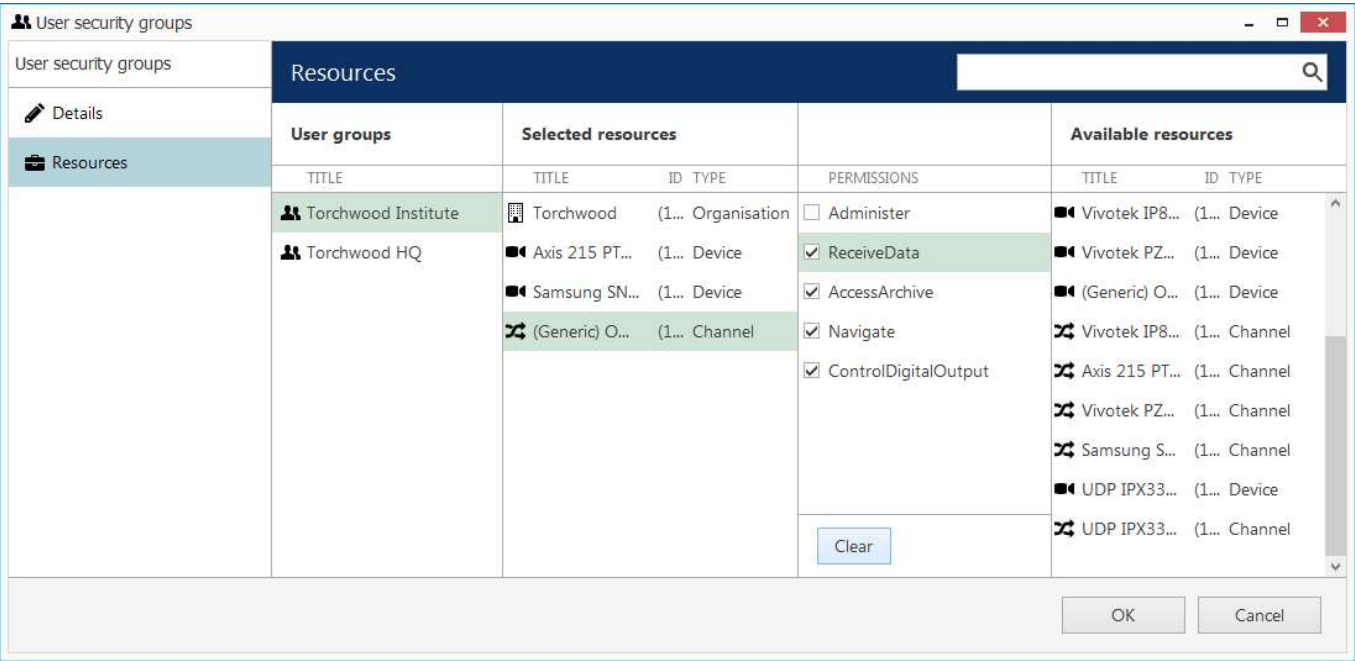 User security groups
User security groups
Resources
Details
Resources
User groups
Selected resources
Available resources
TITLE
TITLE ID TYPE
PERMISSIONS
TITLE ID TYPE
Torchwood Institute
Torchwood HQ
Torchwood (1... Organisation
Axis 215 PT... (1... Device
Samsung SN... (1... Device
(Generic) O... (1... Channel
Administer
ReceiveData
AccessArchive
Navigate
ControlDigitalOutput
Clear
Vivotek IP8... (1... Device
Vivotek PZ... (1... Device
(Generic) O... (1... Device
Vivotek IP8... (1... Channel
Axis 215 PT... (1... Channel
Vivotek PZ... (1... Channel
Samsung S... (1... Channel
UDP IPX33... (1... Device
UDP IPX33... (1... Channel
OK
Cancel